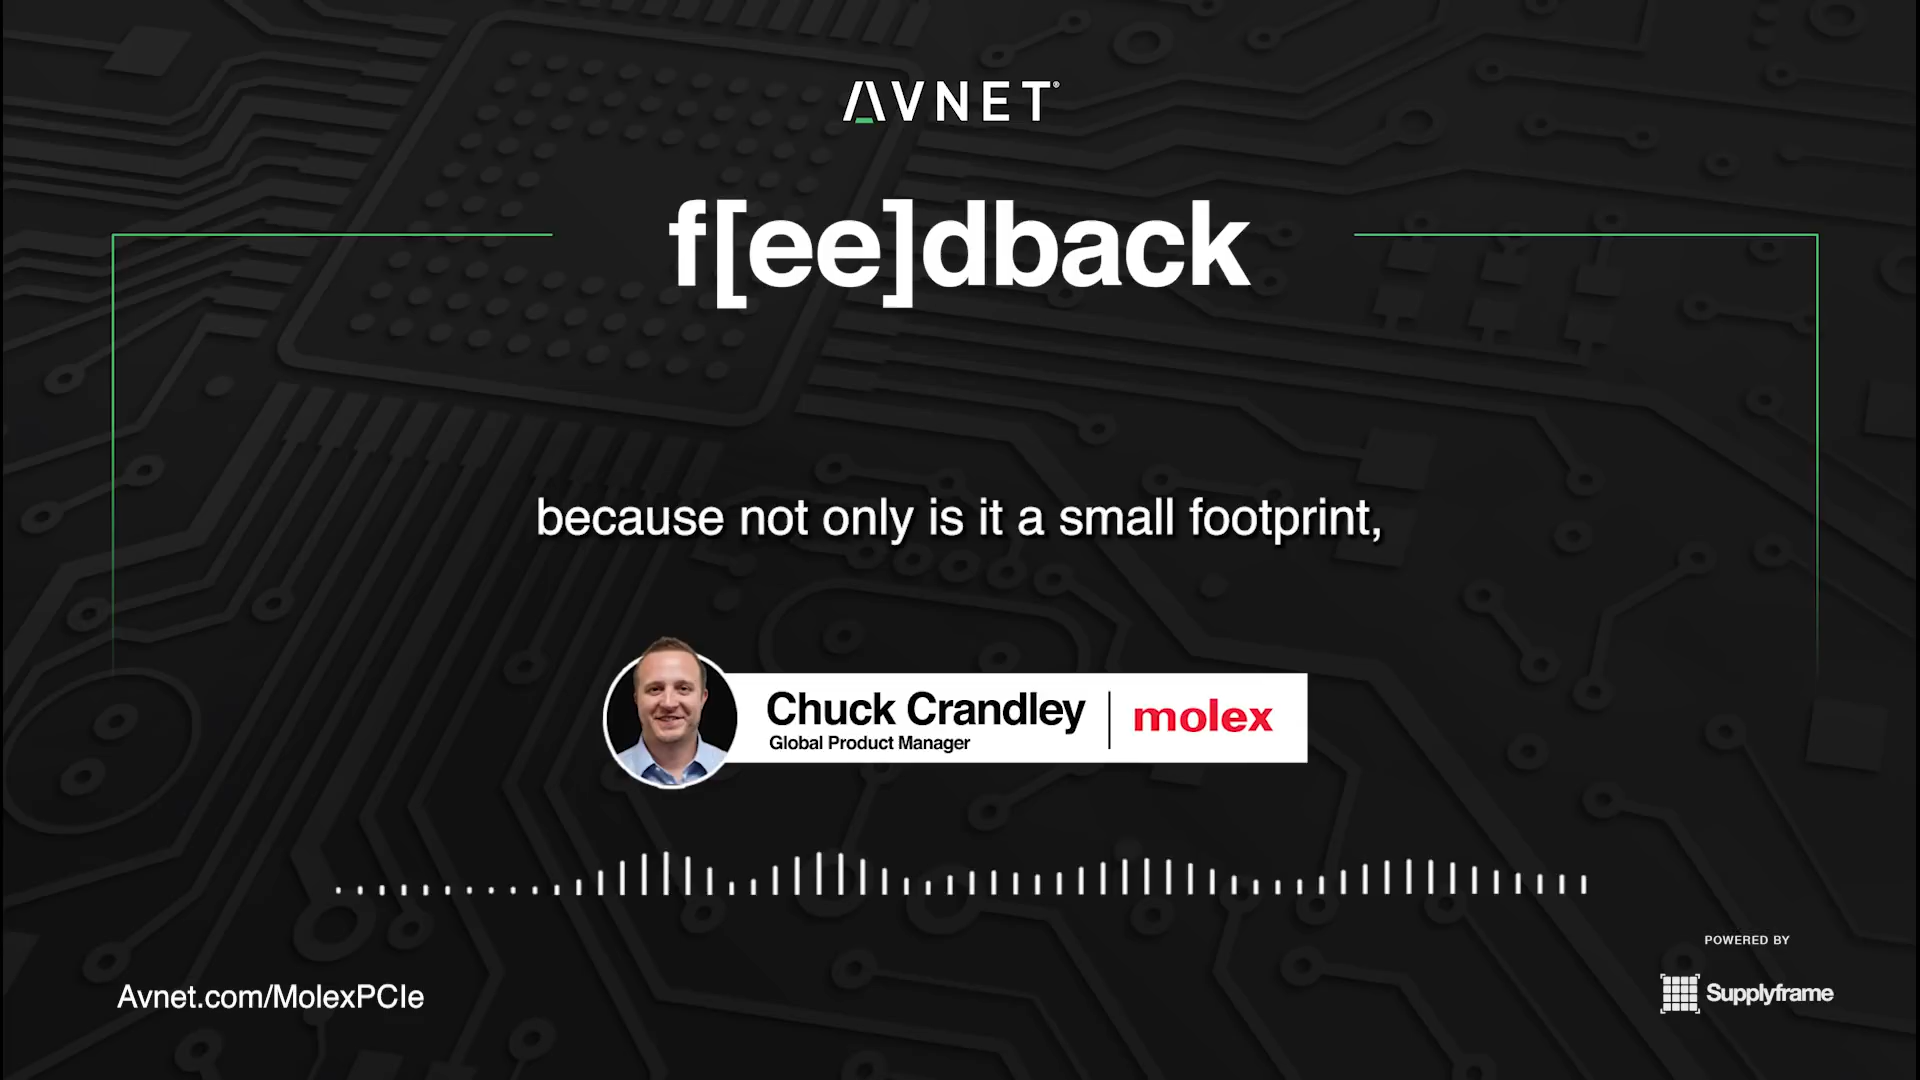 AVNET®
f[ee]dback
because not only is it a small footprint,
Chuck Crandley
Global Product Manager
molex
POWERED BY
Avnet.com/MolexPCIe
Supplyframe